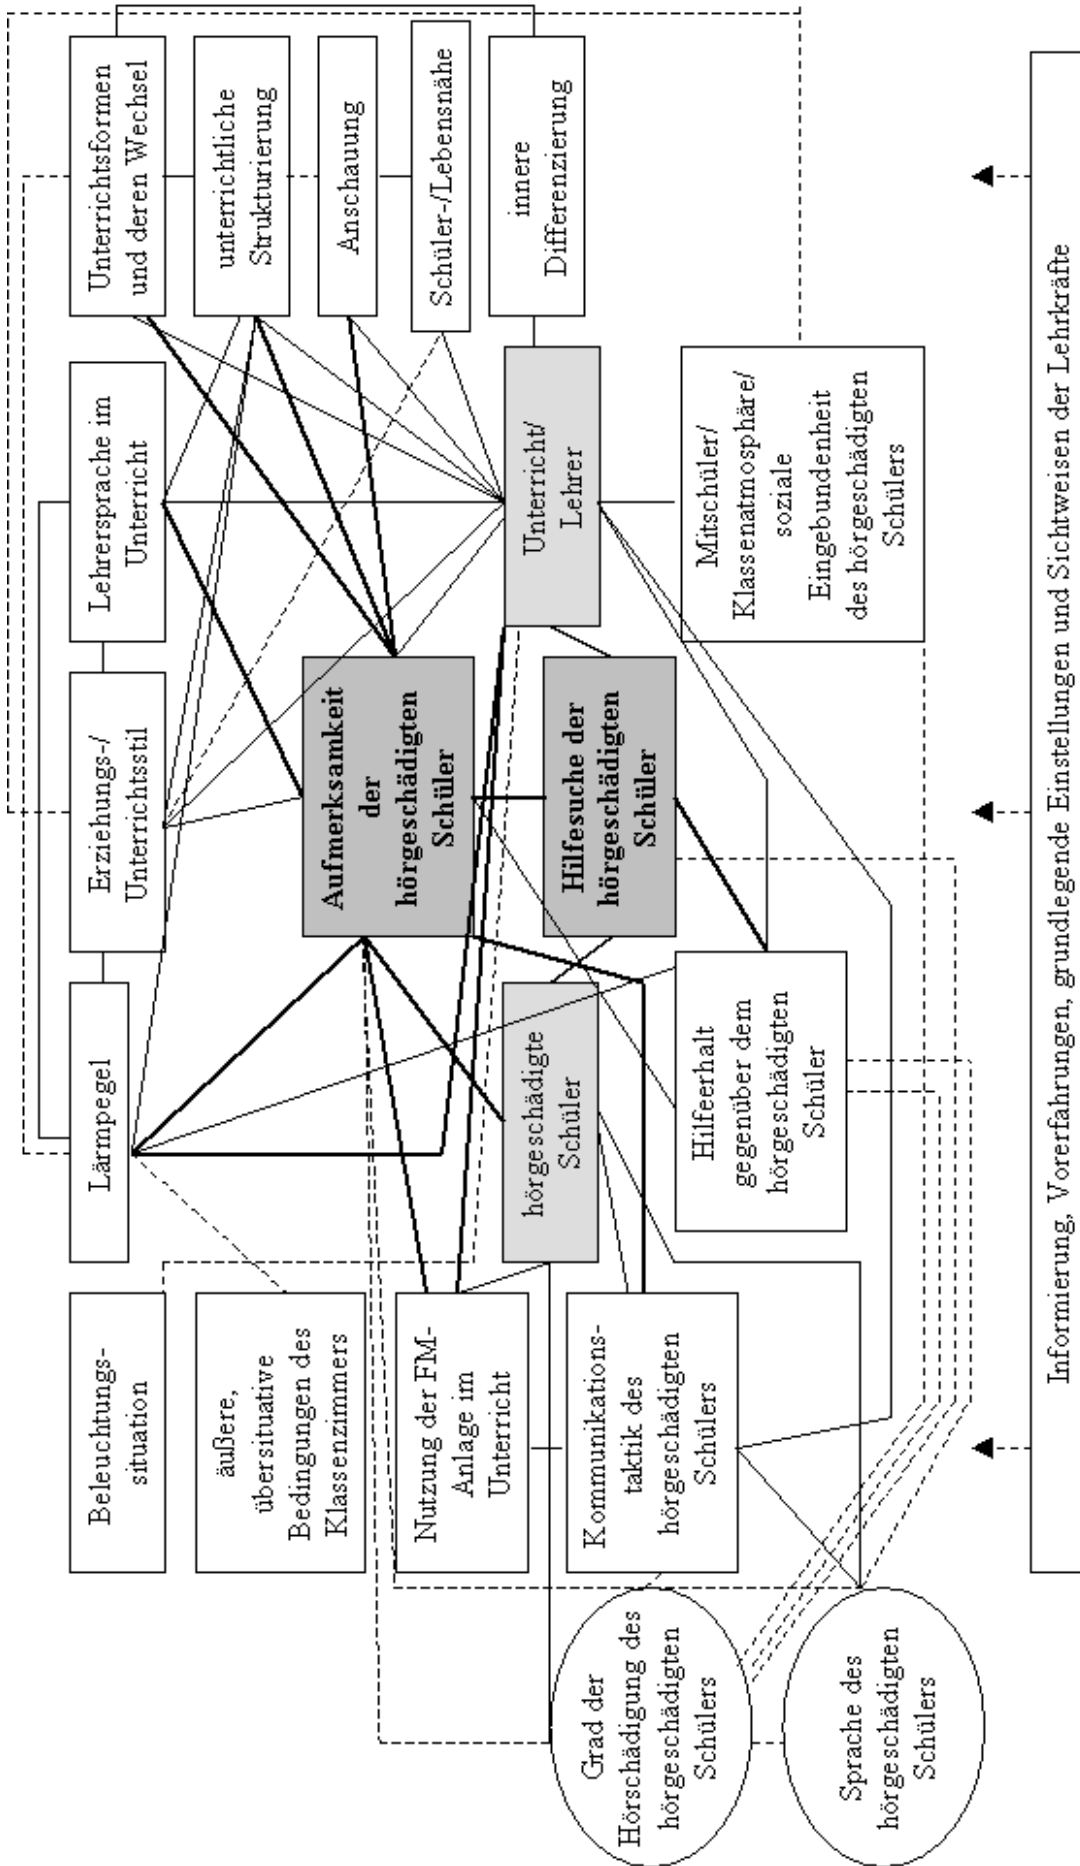 Beleuchtungs-
situation
Lärmpegel
Erziehungs-/
Unterrichtsstil
Lehrersprache im
Unterricht
Unterrichtsformen
und deren Wechsel
äußere,
übersituative
Bedingungen des
Klassenzimmers
unterrichtliche
Strukturierung
Aufmerksamkeit
der
hörgeschädigten
Schüler
Anschauung
Nutzung der FM-
Anlage im
Unterricht
Schüler-/Lebensnähe
hörgeschädigte
Schüler
Unterricht/
Lehrer
innere
Differenzierung
Hilfesuche der
hörgeschädigten
Schüler
Grad der
Hörschädigung des
hörgeschädigten
Schülers
Kommunikations-
taktik des
hörgeschädigten
Schülers
Hilfeerhalt
gegenüber dem
hörgeschädigten
Schüler
Mitschüler/
Klassenatmosphäre/
soziale
Eingebundenheit
des hörgeschädigten
Schülers
Sprache des
hörgeschädigten
Schülers
Informierung, Vorerfahrungen, grundlegende Einstellungen und Sichtweisen der Lehrkräfte